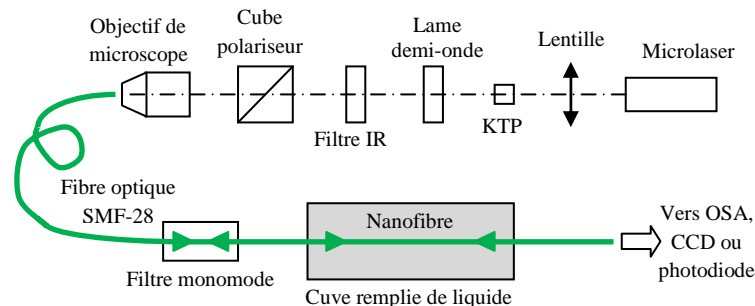 Objectif de
microscope
Cube
polariseur
Filtre IR
Lame
demi-onde
KTP
Lentille
Microlaser
Fibre optique
SMF-28
Filtre monomode
Nanofibre
Cuve remplie de liquide
Vers OSA,
CCD ou
photodiode